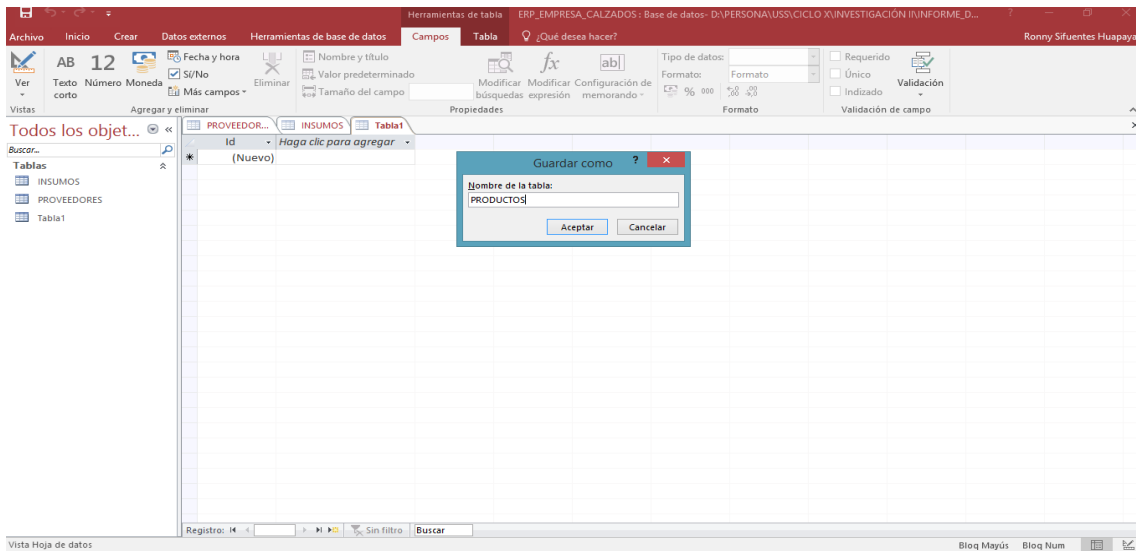 Herramientas de tabla ERP_EMPRESA_CALZADOS : Base de datos- D:\PERSONA\USS\CICLO X\INVESTIGACIÓN II\INFORME_D... ?
Archivo Inicio Crear Datos externos Herramientas de base de datos Campos Tabla ¿Qué desea hacer? Ronny Sifuentes Huapaya
Ver
AB Texto corto
12 Número
Moneda
Fecha y hora
Sí/No
Más campos
Eliminar
Nombre y título
Valor predeterminado
Tamaño del campo
Modificar búsquedas
fx Modificar expresión
ab Configuración de memorando
Tipo de datos:
Formato: Formato
% 000
Requerido
Único
Indizado
Validación
Vistas Agregar y eliminar Propiedades Formato Validación de campo
Todos los objet... «
Buscar...
Tablas
INSUMOS
PROVEEDORES
Tabla1
PROVEEDOR... INSUMOS Tabla1
Id Haga clic para agregar
* (Nuevo)
Guardar como ?
Nombre de la tabla:
PRODUCTOS
Aceptar Cancelar
Registro: Sin filtro Buscar
Vista Hoja de datos Bloq Mayús Bloq Num